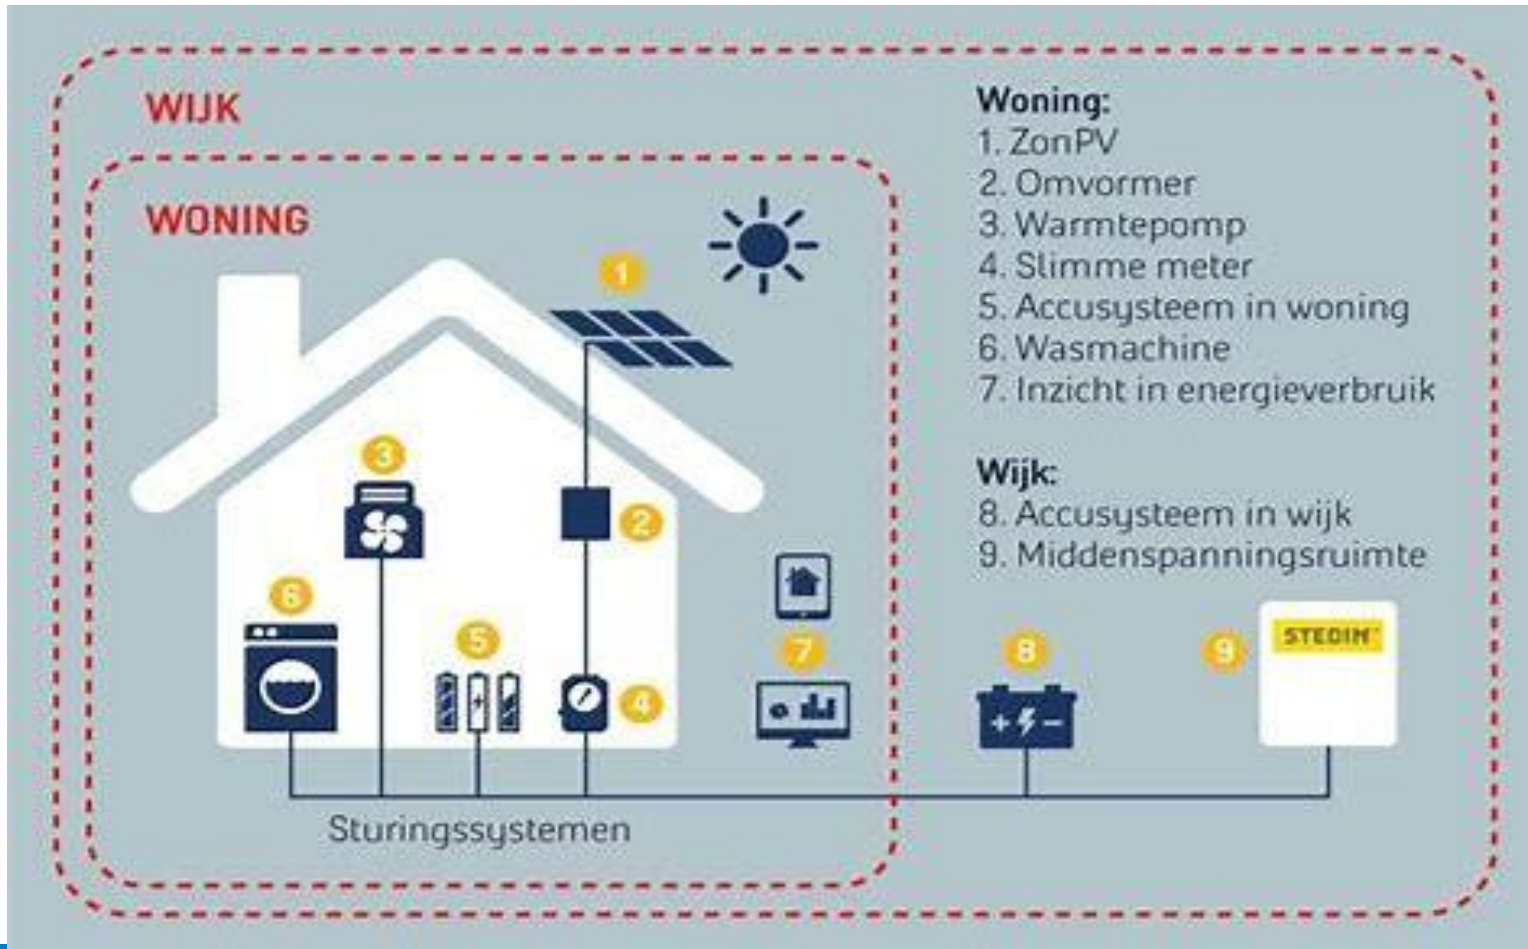 WIJK
WONING
1
2
3
4
5
6
7
Sturingssystemen
Woning:
1. ZonPV
2. Omvormer
3. Warmtepomp
4. Slimme meter
5. Accusysteem in woning
6. Wasmachine
7. Inzicht in energieverbruik
Wijk:
8. Accusysteem in wijk
9. Middenspanningsruimte
8
9
STEDIN